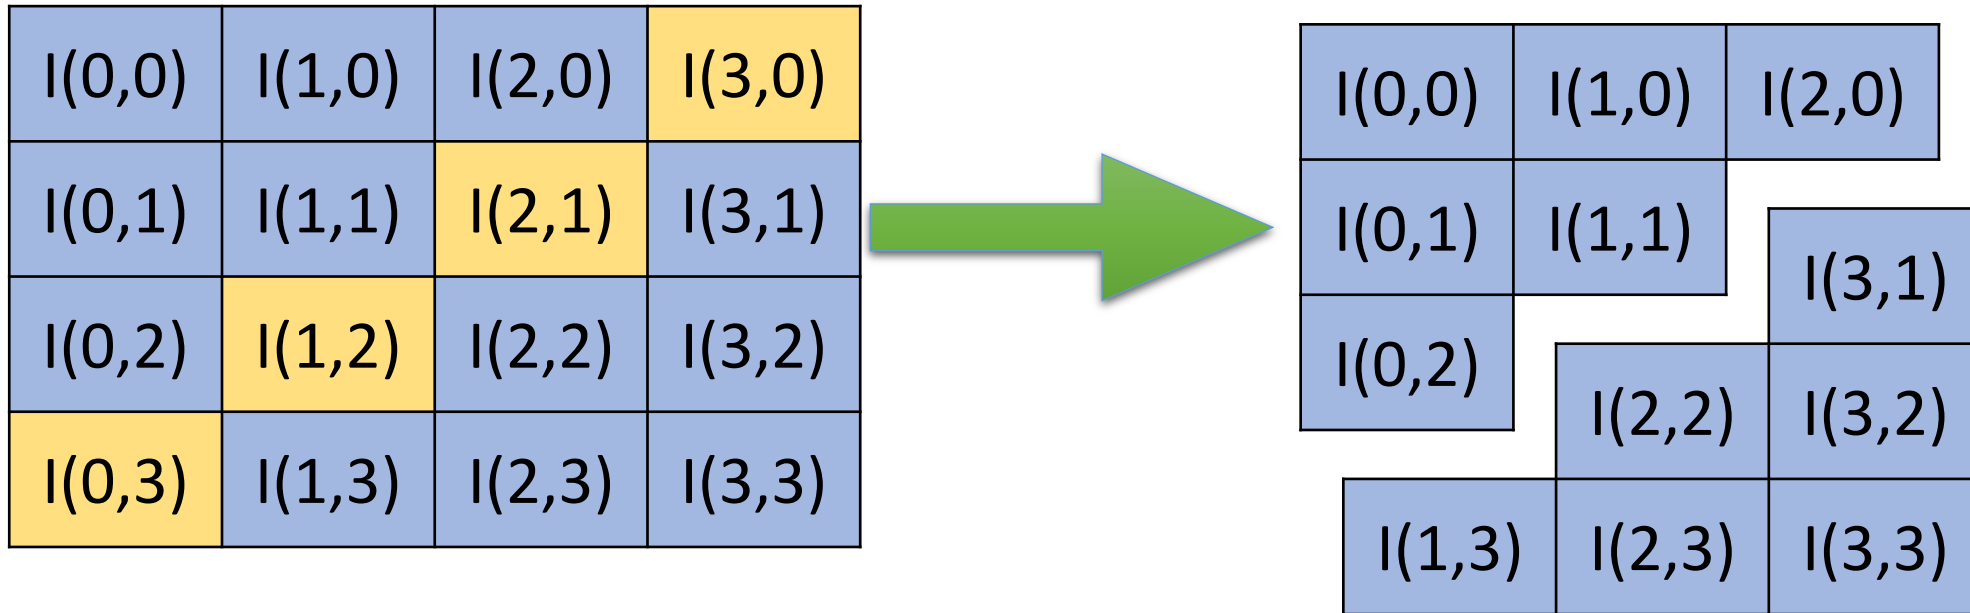 I(0,0) I(1,0) I(2,0) I(3,0)
I(0,1) I(1,1) I(2,1) I(3,1)
I(0,2) I(1,2) I(2,2) I(3,2)
I(0,3) I(1,3) I(2,3) I(3,3)
I(0,0) I(1,0) I(2,0)
I(0,1) I(1,1)
I(0,2)
I(3,1)
I(2,2) I(3,2)
I(1,3) I(2,3) I(3,3)